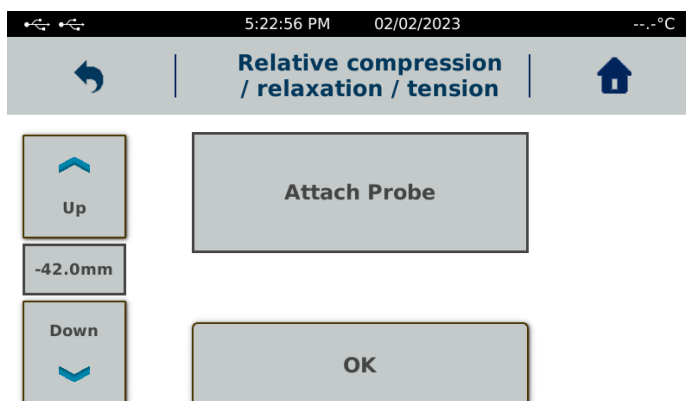 5:22:56 PM 02/02/2023 --.-°C
Relative compression
/ relaxation / tension
Up
Attach Probe
-42.0mm
Down
OK